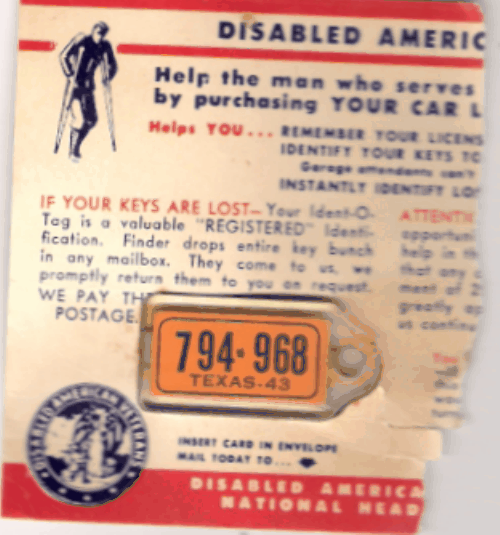 DISABLED AMERIC
Help the man who serves
by purchasing YOUR CAR L
Helps YOU... REMEMBER YOUR LICENS
IDENTIFY YOUR KEYS TO
Garage attendants can't
INSTANTLY IDENTIFY LOS
IF YOUR KEYS ARE LOST—Your Ident-O-
Tag is a valuable "REGISTERED" Identi-
fication. Finder drops entire key bunch
in any mailbox. They come to us, we
promptly return them to you on request.
WE PAY THE
POSTAGE.
ATTENTI
opportuni
help in th
that any c
ment of 2
greatly ap
us continu
You
794-968
TEXAS-43
DISABLED AMERICAN VETERANS
INSERT CARD IN ENVELOPE
MAIL TODAY TO...
DISABLED AMERICA
NATIONAL HEAD